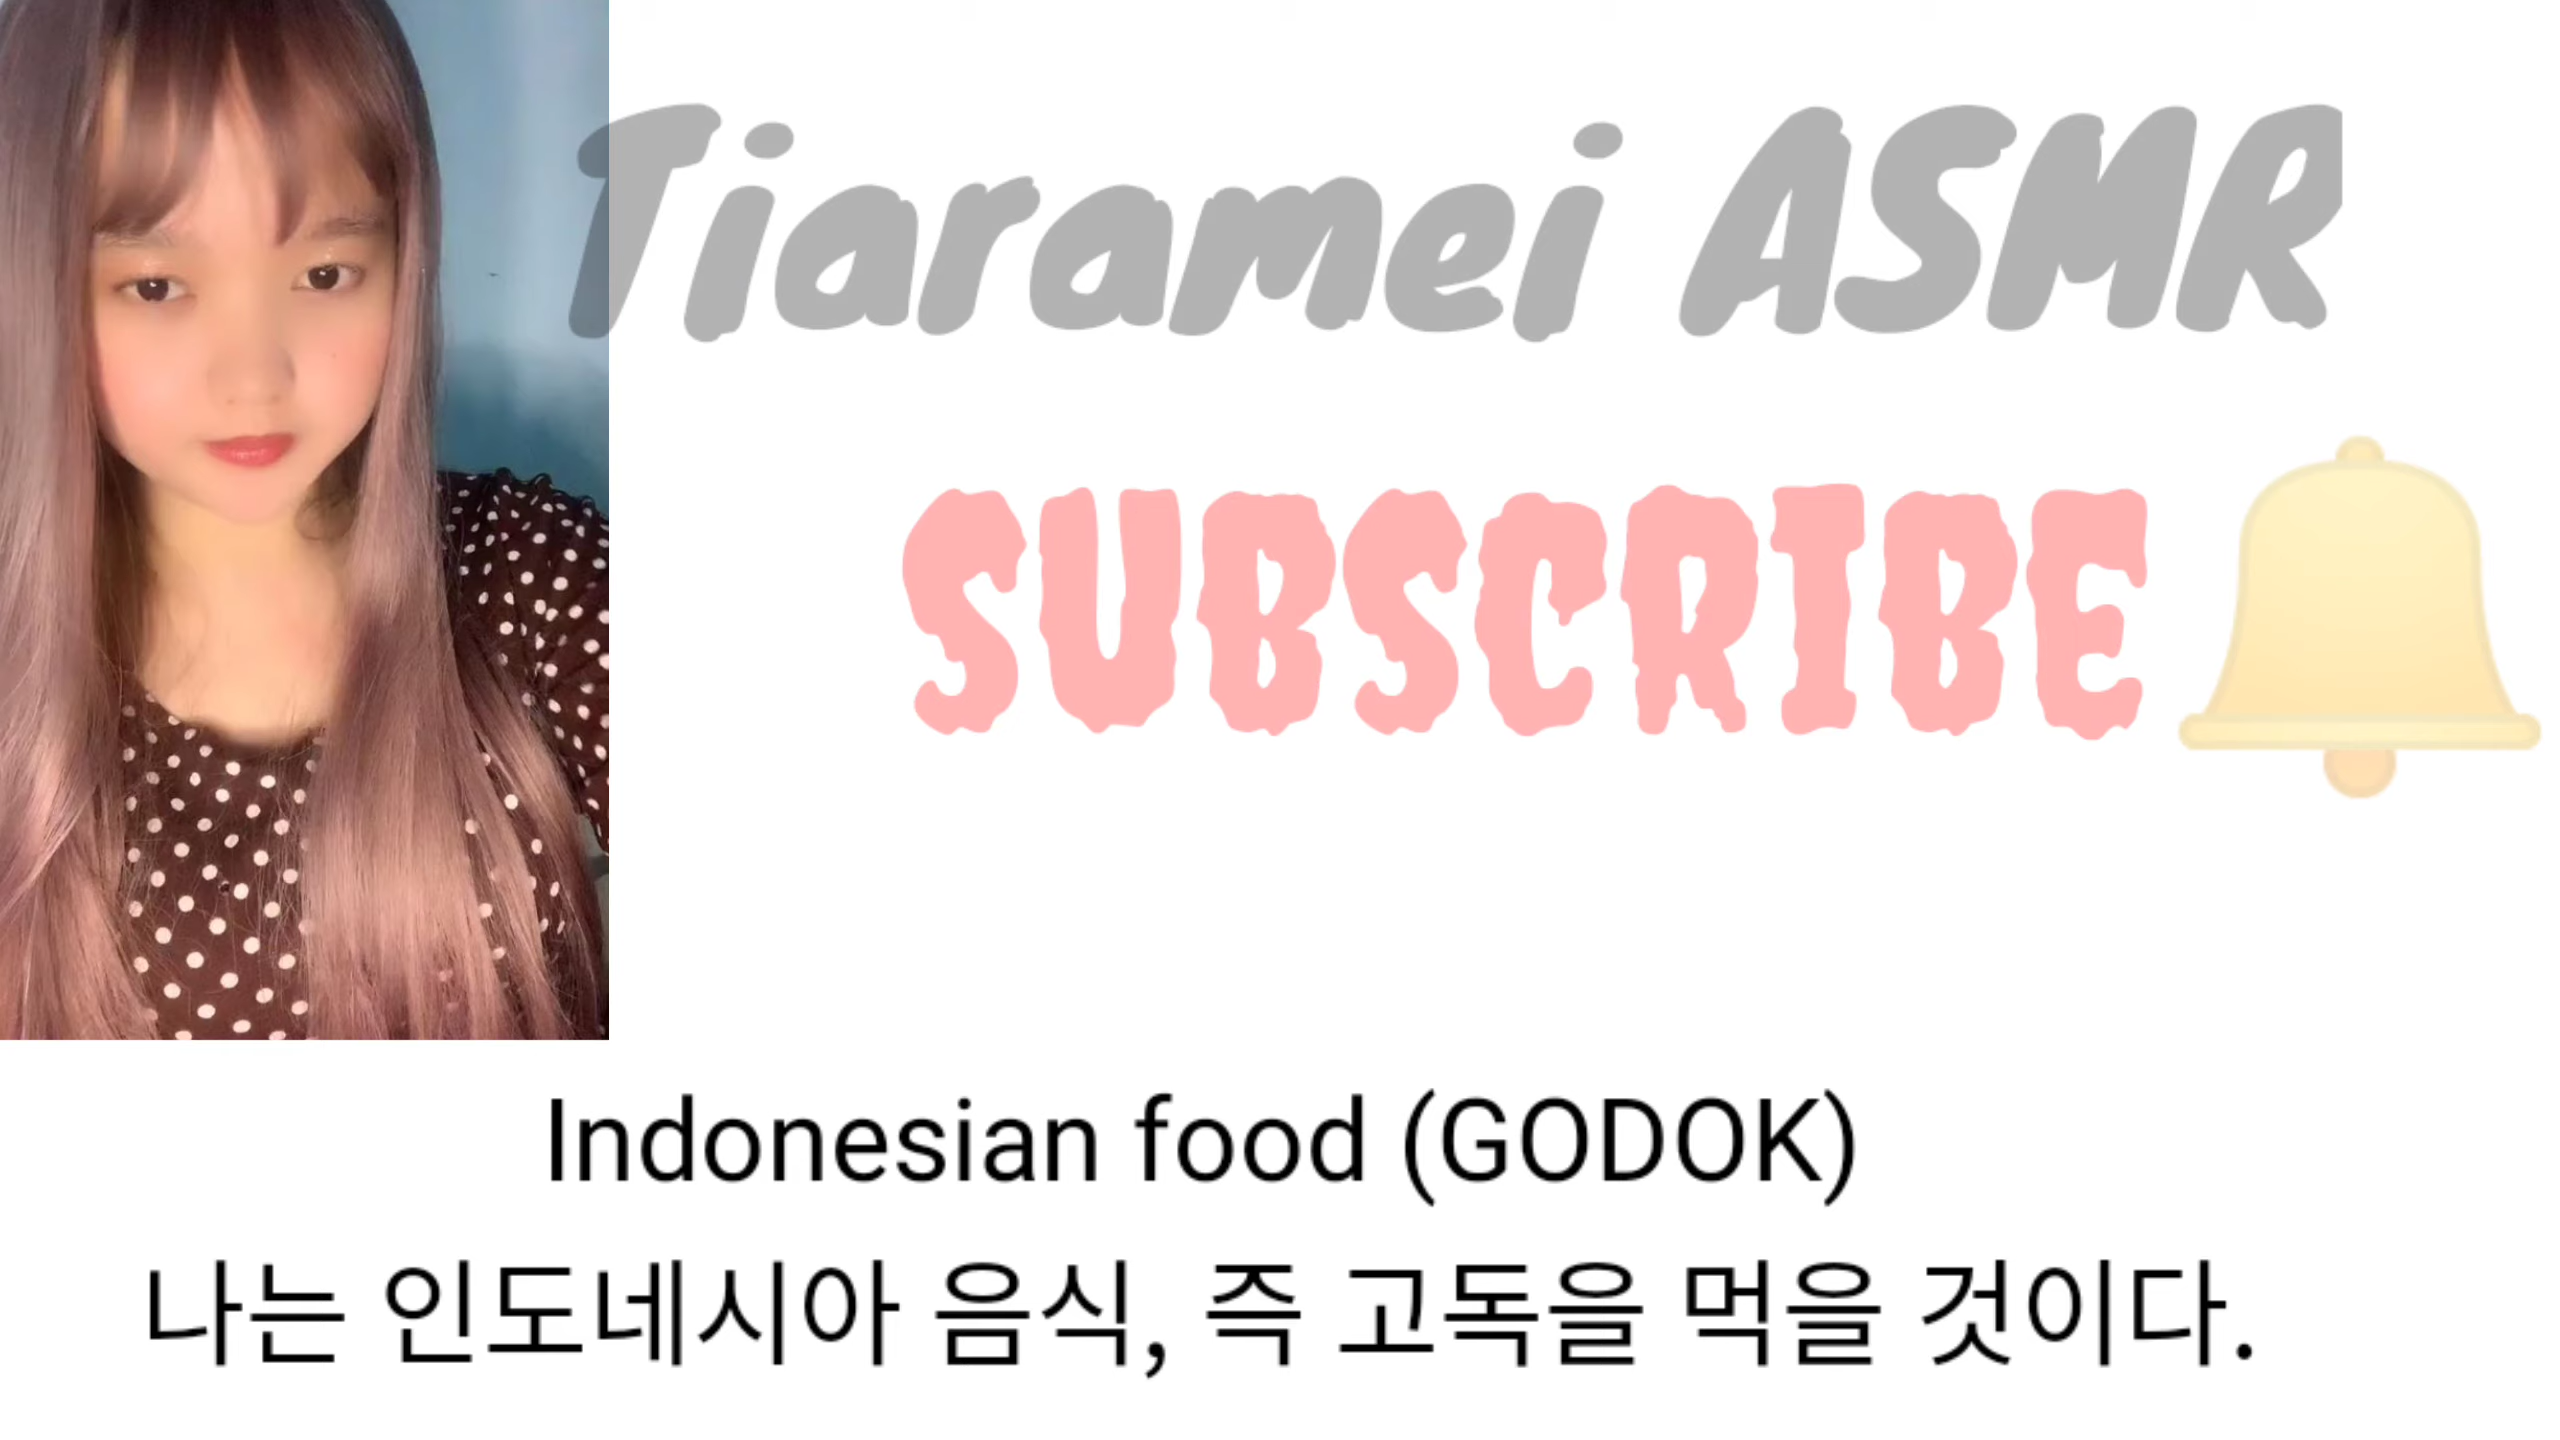 Tiaramei ASMR
SUBSCRIBE
Indonesian food (GODOK)
나는 인도네시아 음식, 즉 고독을 먹을 것이다.